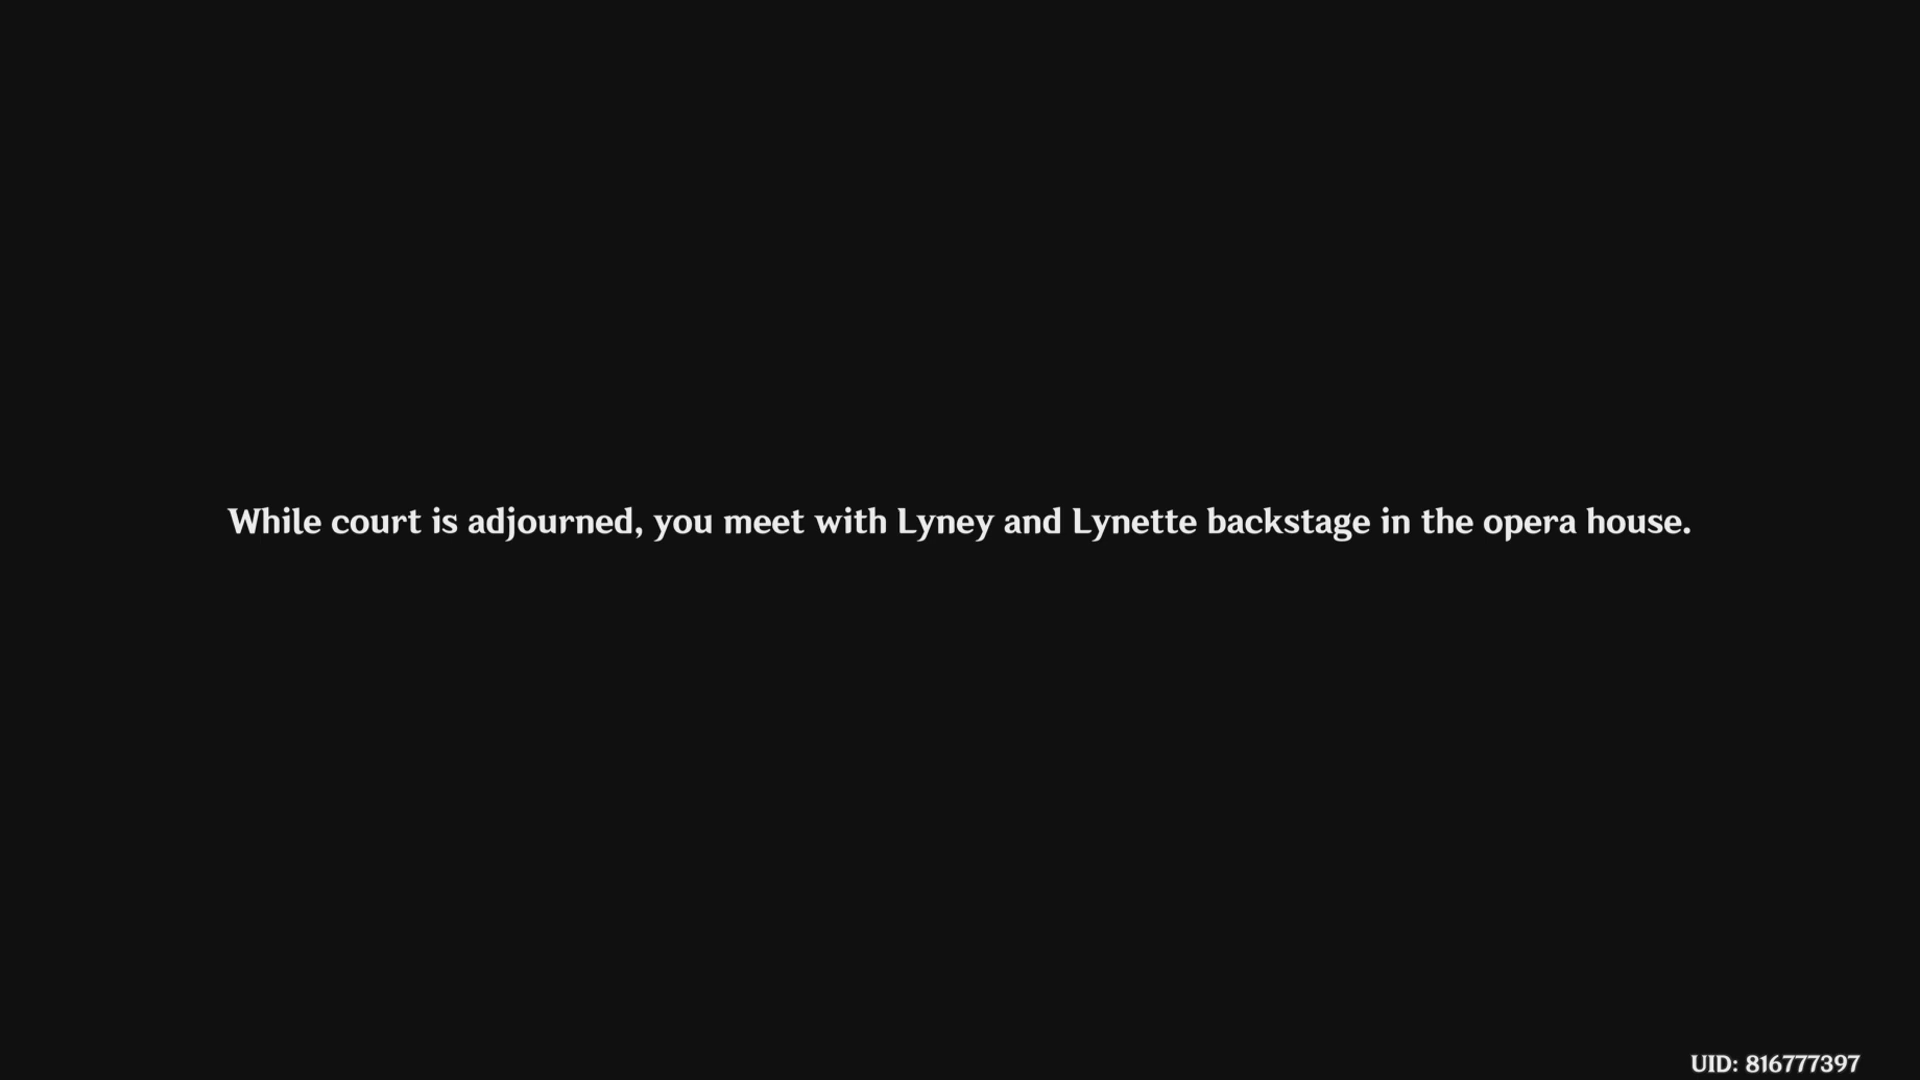 While court is adjourned, you meet with Lyney and Lynette backstage in the opera house.
UID: 816777397